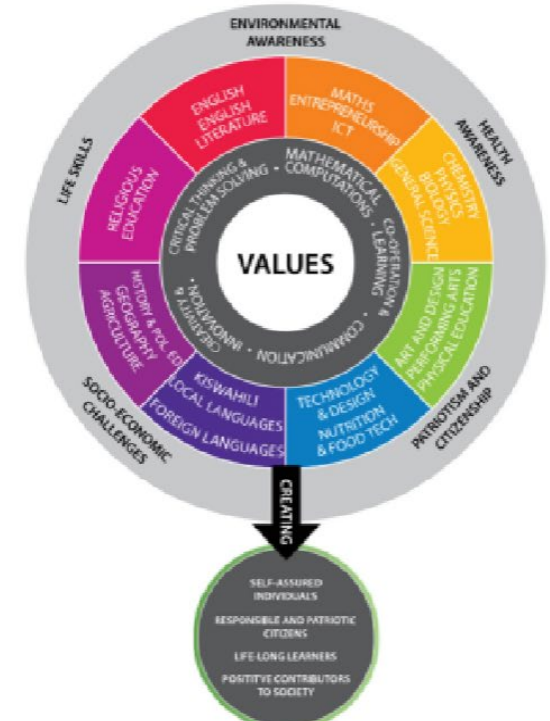 ENVIRONMENTAL
AWARENESS
HEALTH
AWARENESS
PATRIOTISM AND
CITIZENSHIP
SOCIO-ECONOMIC
CHALLENGES
LIFE SKILLS
ENGLISH
ENGLISH
LITERATURE
MATHS
ENTREPRENEURSHIP
ICT
CHEMISTRY
PHYSICS
BIOLOGY
GENERAL SCIENCE
ART AND DESIGN
PERFORMING ARTS
PHYSICAL EDUCATION
TECHNOLOGY
& DESIGN
NUTRITION
& FOOD TECH
KISWAHILI
LOCAL LANGUAGES
FOREIGN LANGUAGES
HISTORY & POL. ED
GEOGRAPHY
AGRICULTURE
RELIGIOUS
EDUCATION
CRITICAL THINKING &
PROBLEM SOLVING •
MATHEMATICAL
COMPUTATIONS •
CO-OPERATION &
LEARNING •
COMMUNICATION •
CREATIVITY &
INNOVATION •
VALUES
CREATING
SELF-ASSURED
INDIVIDUALS
RESPONSIBLE AND PATRIOTIC
CITIZENS
LIFE-LONG LEARNERS
POSITITVE CONTRIBUTORS
TO SOCIETY